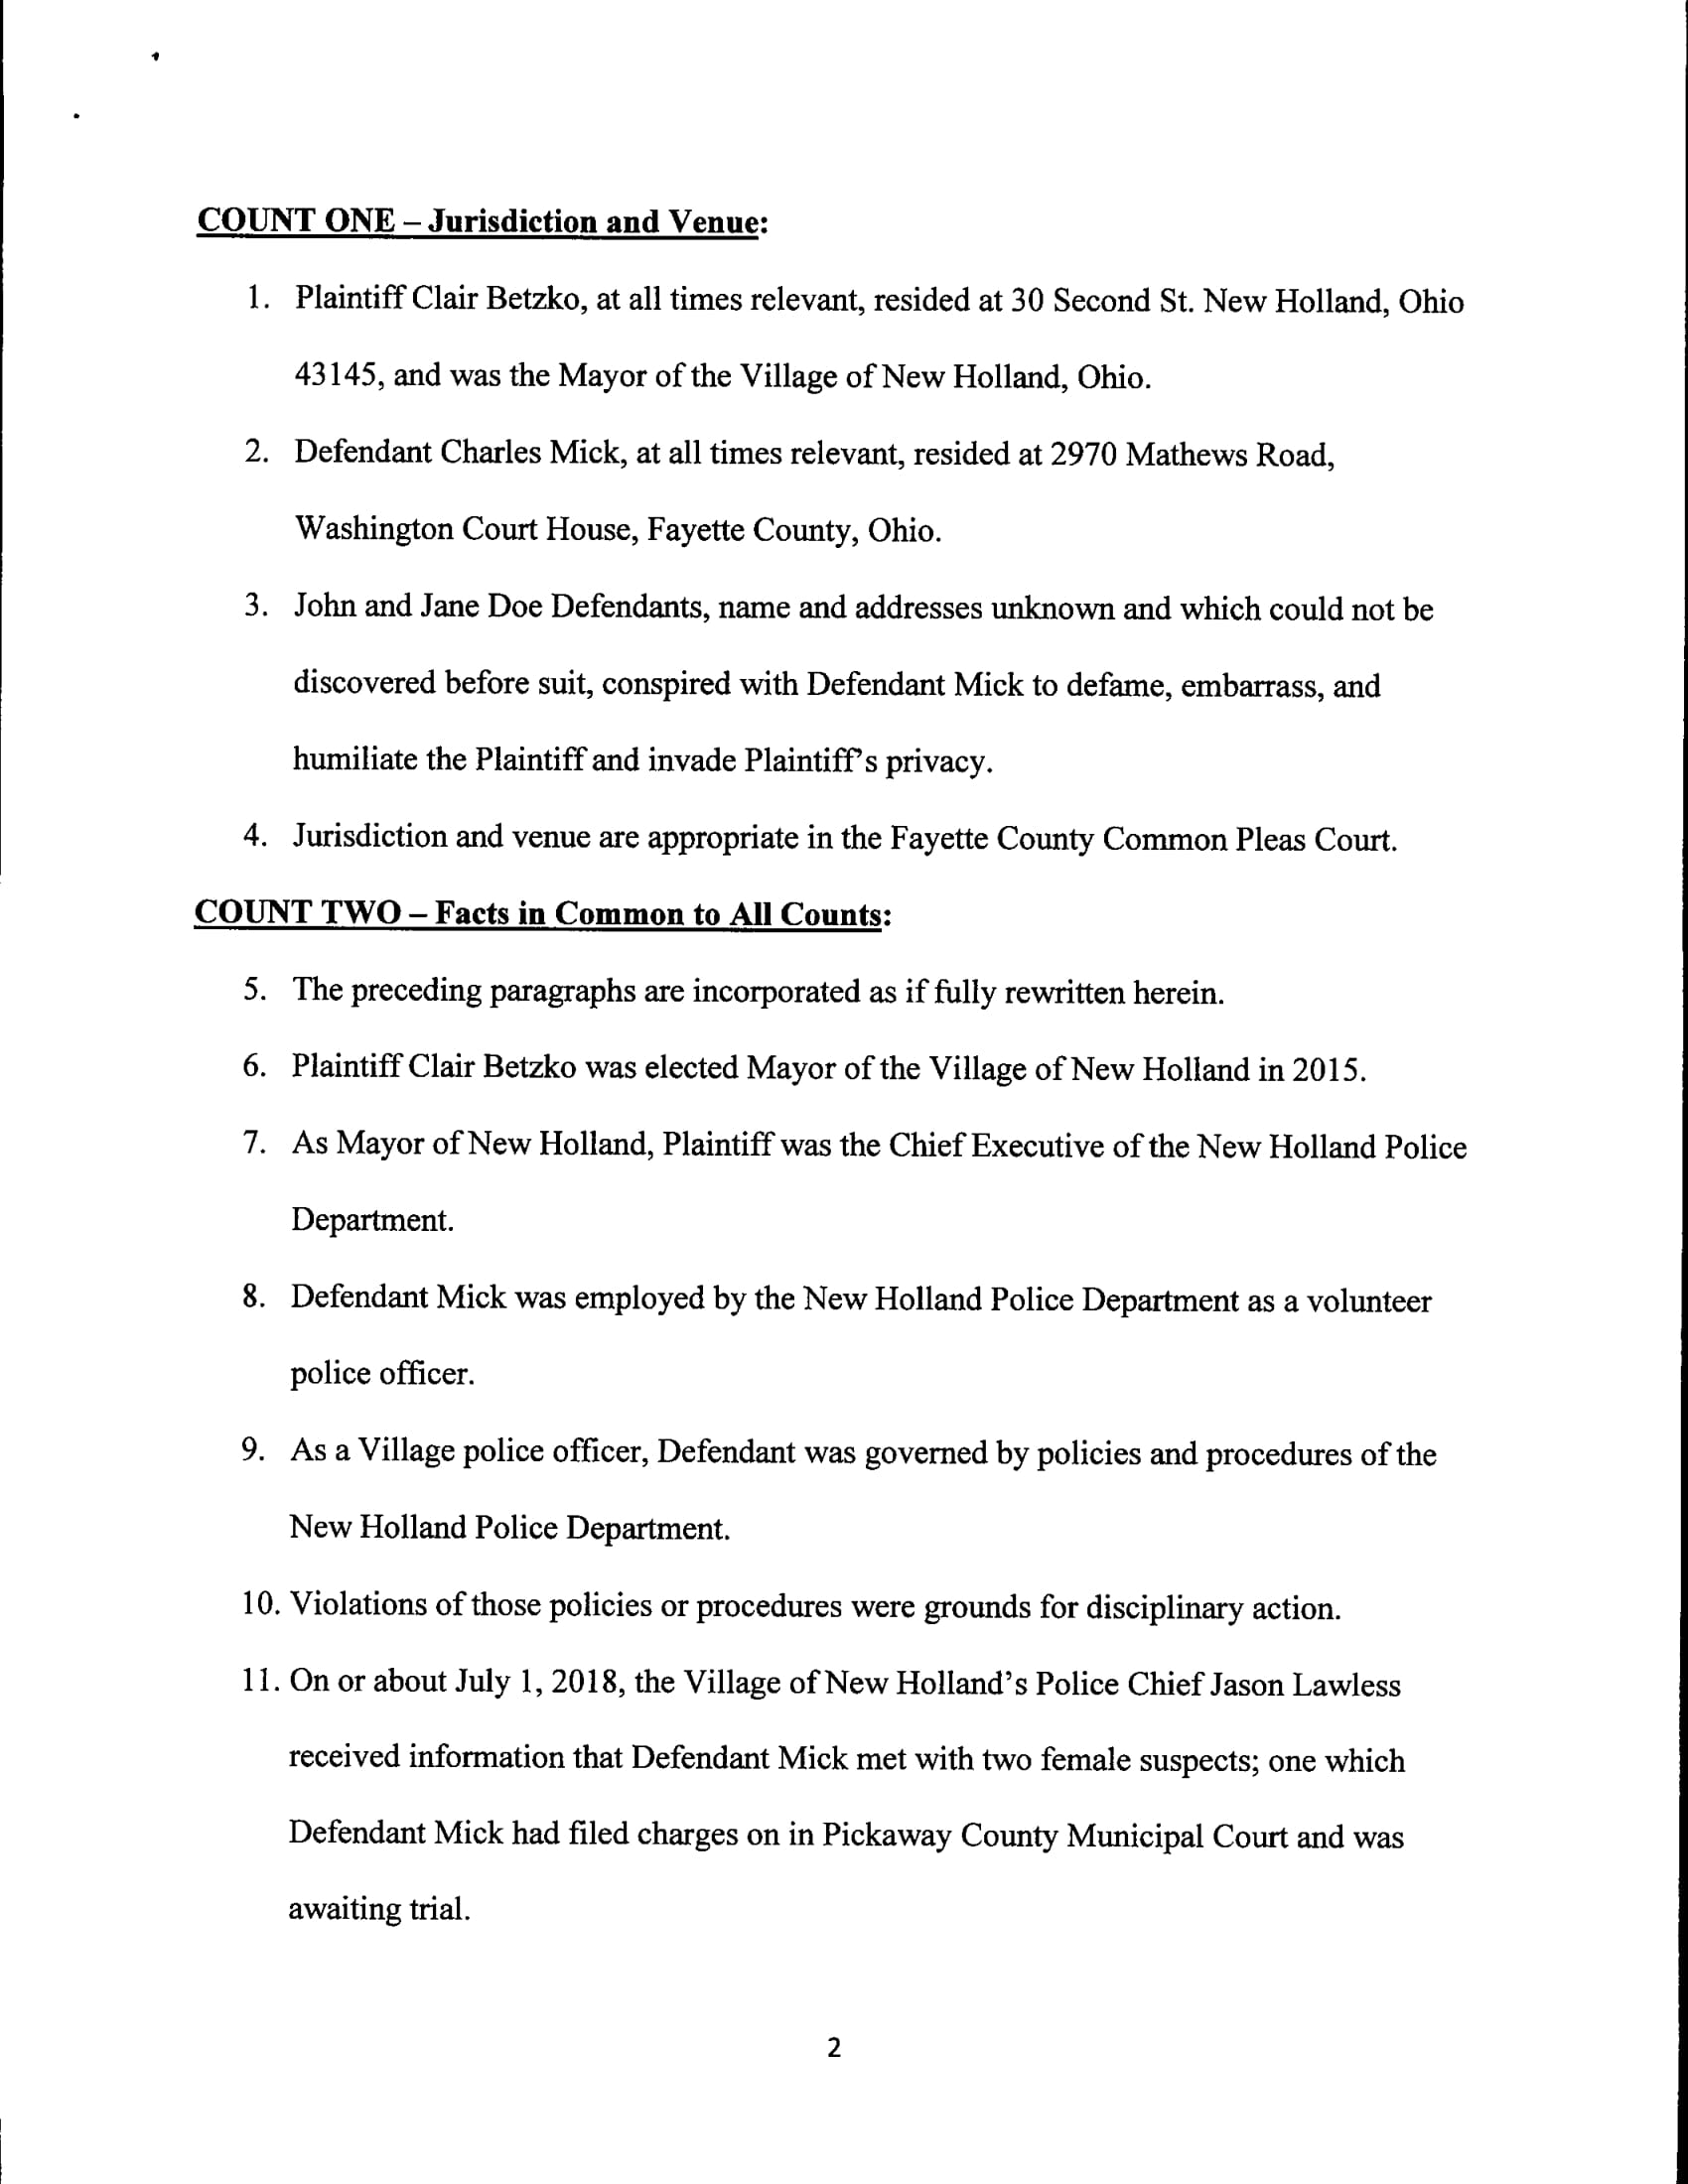 COUNT ONE – Jurisdiction and Venue:
1. Plaintiff Clair Betzko, at all times relevant, resided at 30 Second St. New Holland, Ohio
43145, and was the Mayor of the Village of New Holland, Ohio.
2. Defendant Charles Mick, at all times relevant, resided at 2970 Mathews Road,
Washington Court House, Fayette County, Ohio.
3. John and Jane Doe Defendants, name and addresses unknown and which could not be
discovered before suit, conspired with Defendant Mick to defame, embarrass, and
humiliate the Plaintiff and invade Plaintiff's privacy.
4. Jurisdiction and venue are appropriate in the Fayette County Common Pleas Court.
COUNT TWO – Facts in Common to All Counts:
5. The preceding paragraphs are incorporated as if fully rewritten herein.
6. Plaintiff Clair Betzko was elected Mayor of the Village of New Holland in 2015.
7. As Mayor of New Holland, Plaintiff was the Chief Executive of the New Holland Police
Department.
8. Defendant Mick was employed by the New Holland Police Department as a volunteer
police officer.
9. As a Village police officer, Defendant was governed by policies and procedures of the
New Holland Police Department.
10. Violations of those policies or procedures were grounds for disciplinary action.
11. On or about July 1, 2018, the Village of New Holland's Police Chief Jason Lawless
received information that Defendant Mick met with two female suspects; one which
Defendant Mick had filed charges on in Pickaway County Municipal Court and was
awaiting trial.
2